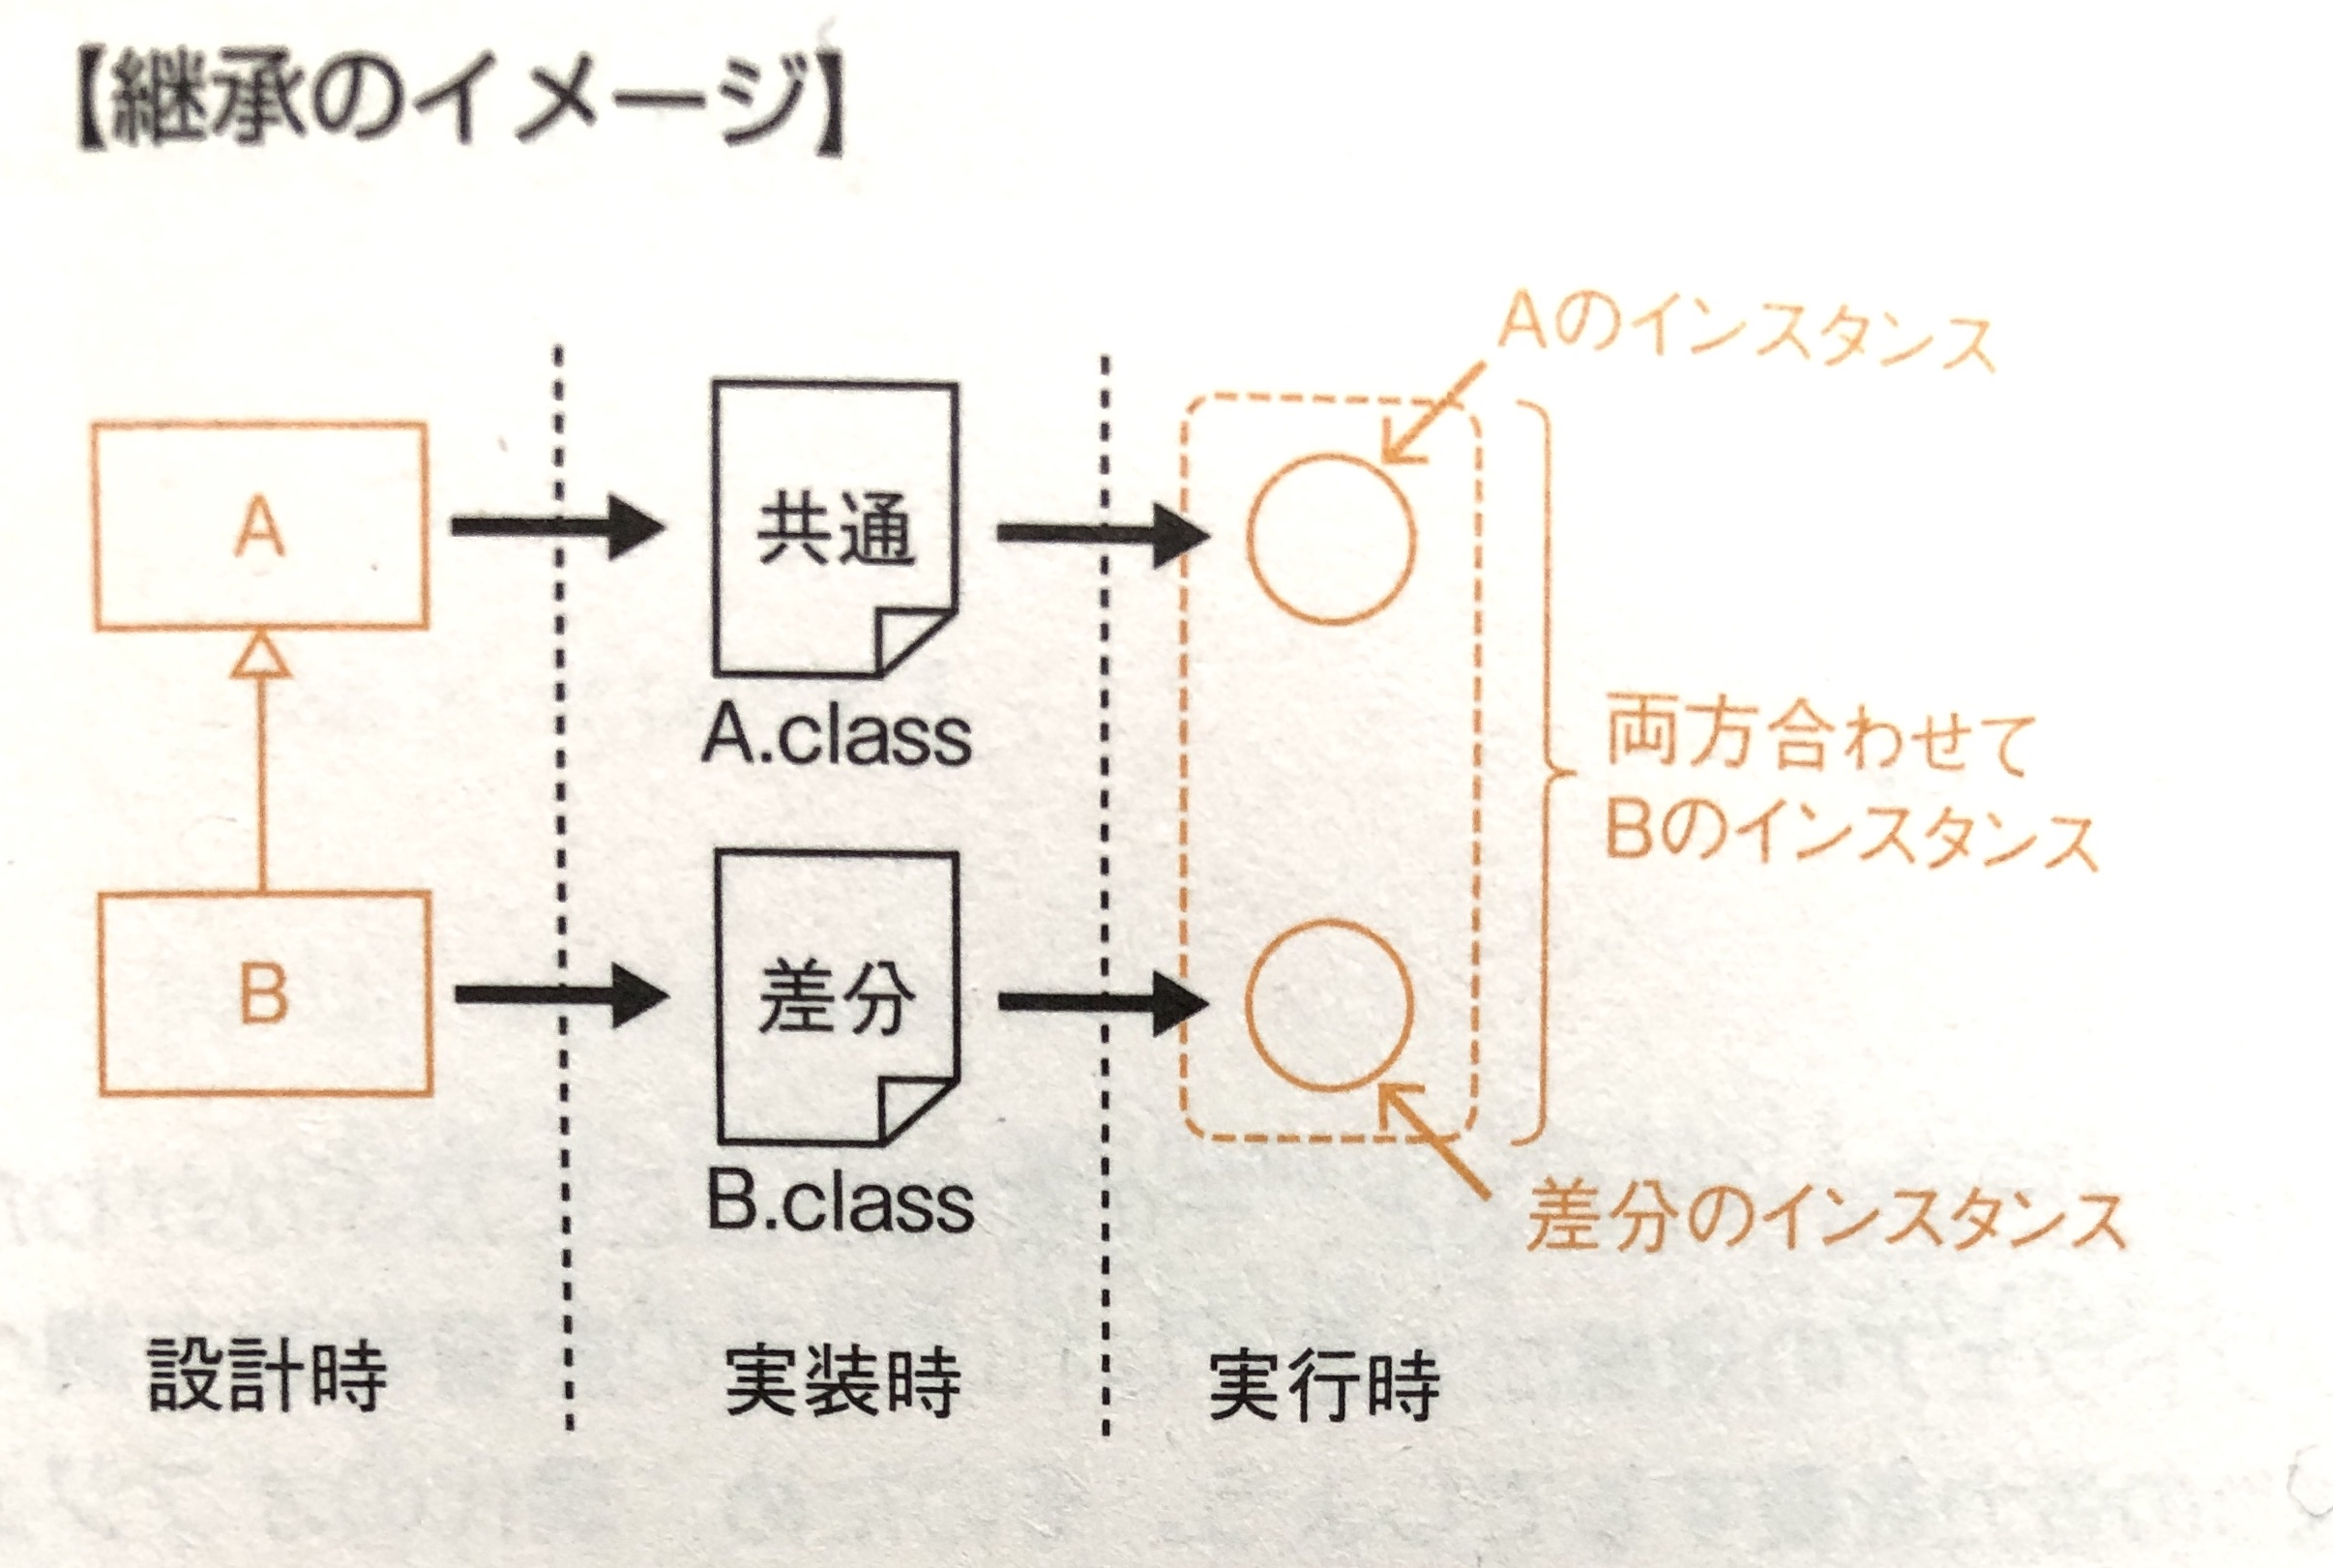 【継承のイメージ】
Aのインスタンス
A
共通
A.class
両方合わせて
Bのインスタンス
B
差分
B.class
差分のインスタンス
設計時
実装時
実行時